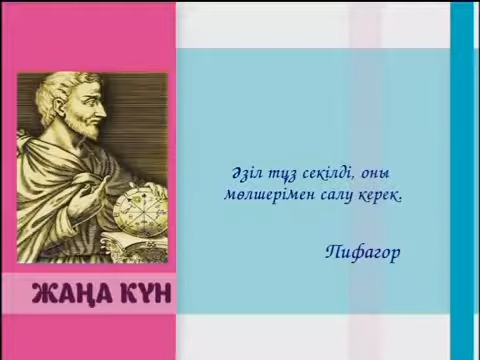 Әзіл тұз секілді, оны
мөлшерімен салу керек.
Пифагор
ЖАҢА КҮН